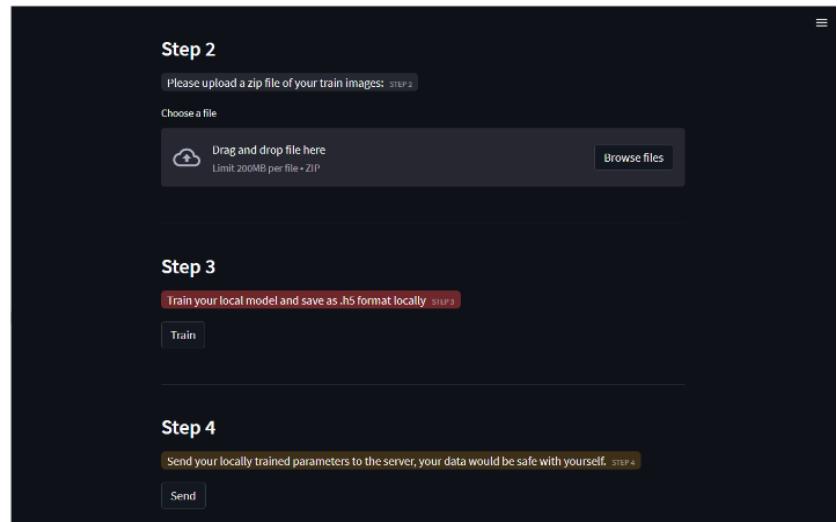 Step 2
Please upload a zip file of your train images: STEP 2
Choose a file
Drag and drop file here
Limit 200MB per file • ZIP
Browse files
Step 3
Train your local model and save as .h5 format locally STEP 3
Train
Step 4
Send your locally trained parameters to the server, your data would be safe with yourself. STEP 4
Send